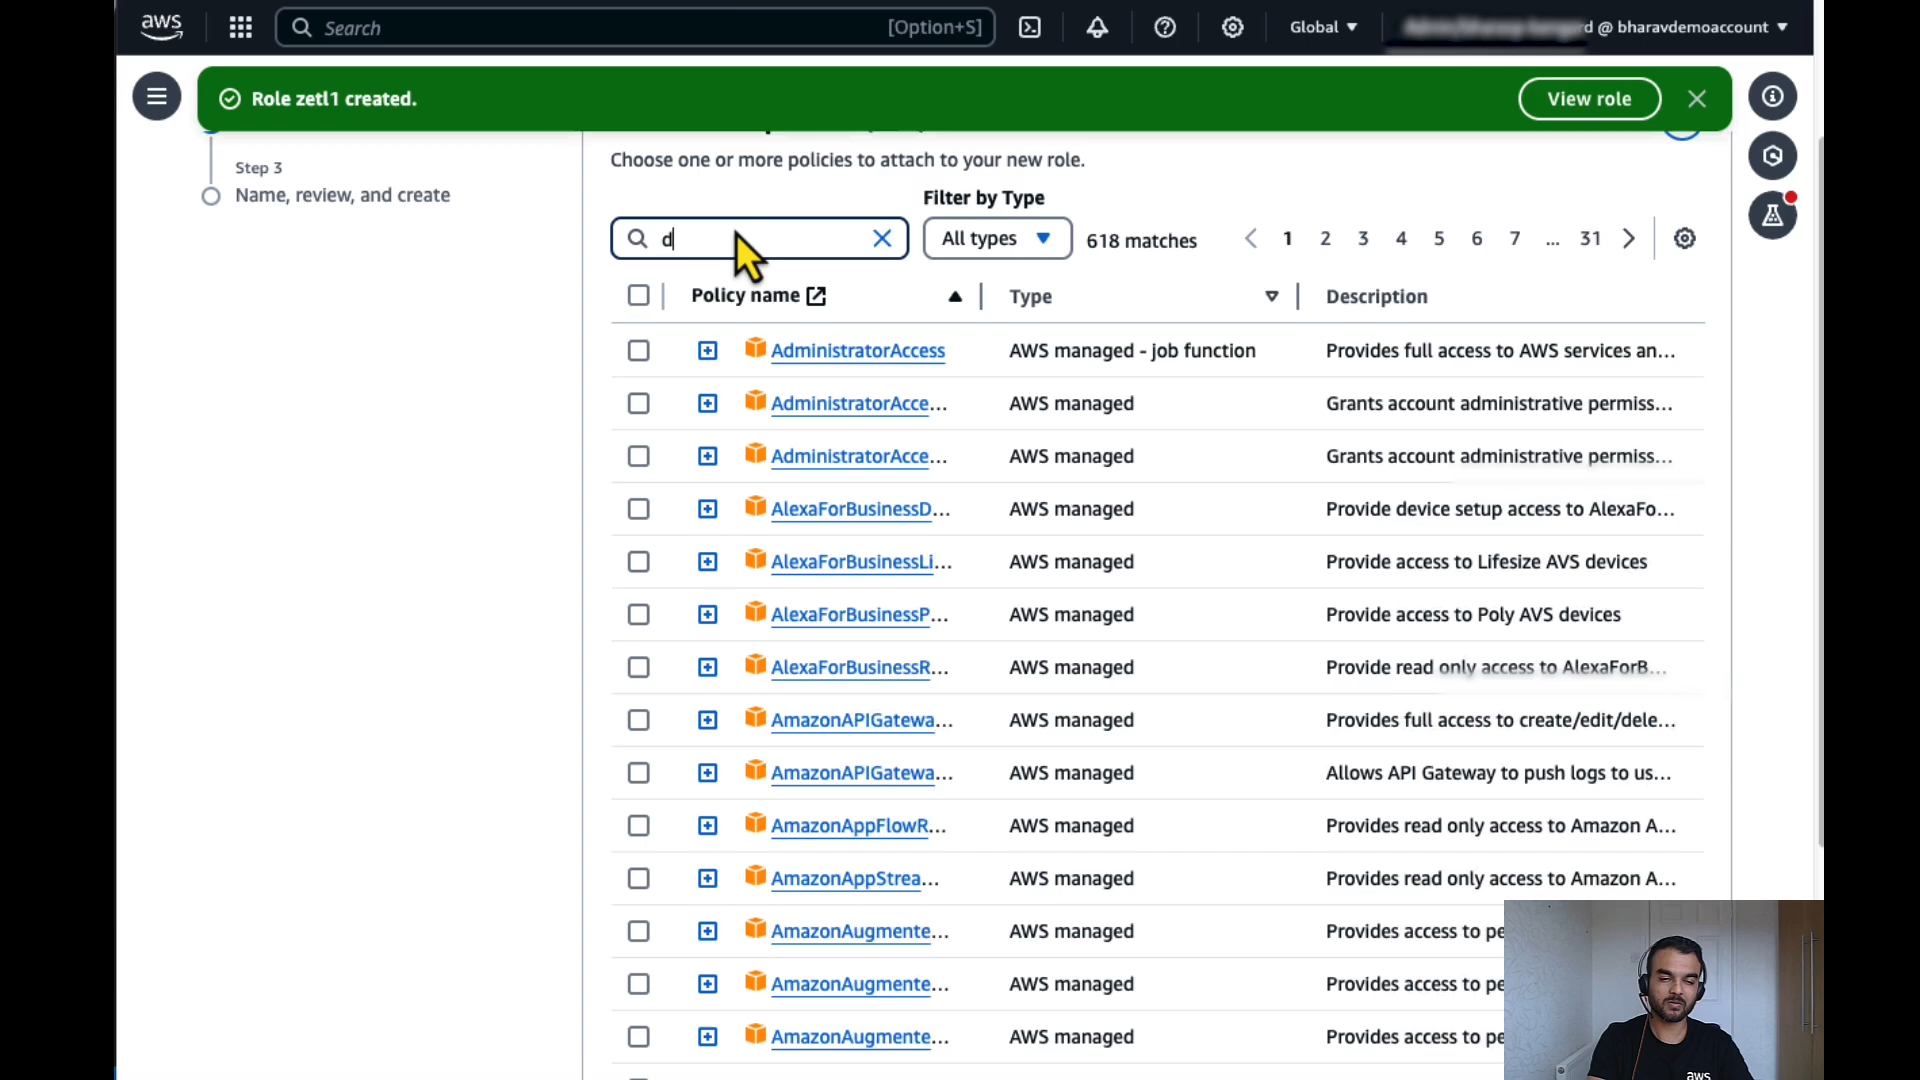 aws
Search
[Option+S]
Global
d @ bharavdemoaccount
Role zetl1 created.
View role
Step 3
Name, review, and create
Choose one or more policies to attach to your new role.
Filter by Type
d
All types
618 matches
1 2 3 4 5 6 7 ... 31
Policy name Type Description
AdministratorAccess AWS managed - job function Provides full access to AWS services an...
AdministratorAcce... AWS managed Grants account administrative permiss...
AdministratorAcce... AWS managed Grants account administrative permiss...
AlexaForBusinessD... AWS managed Provide device setup access to AlexaFo...
AlexaForBusinessLi... AWS managed Provide access to Lifesize AVS devices
AlexaForBusinessP... AWS managed Provide access to Poly AVS devices
AlexaForBusinessR... AWS managed Provide read only access to AlexaForB...
AmazonAPIGatewa... AWS managed Provides full access to create/edit/dele...
AmazonAPIGatewa... AWS managed Allows API Gateway to push logs to us...
AmazonAppFlowR... AWS managed Provides read only access to Amazon A...
AmazonAppStrea... AWS managed Provides read only access to Amazon A...
AmazonAugmente... AWS managed Provides access to pe
AmazonAugmente... AWS managed Provides access to pe
AmazonAugmente... AWS managed Provides access to pe
aws